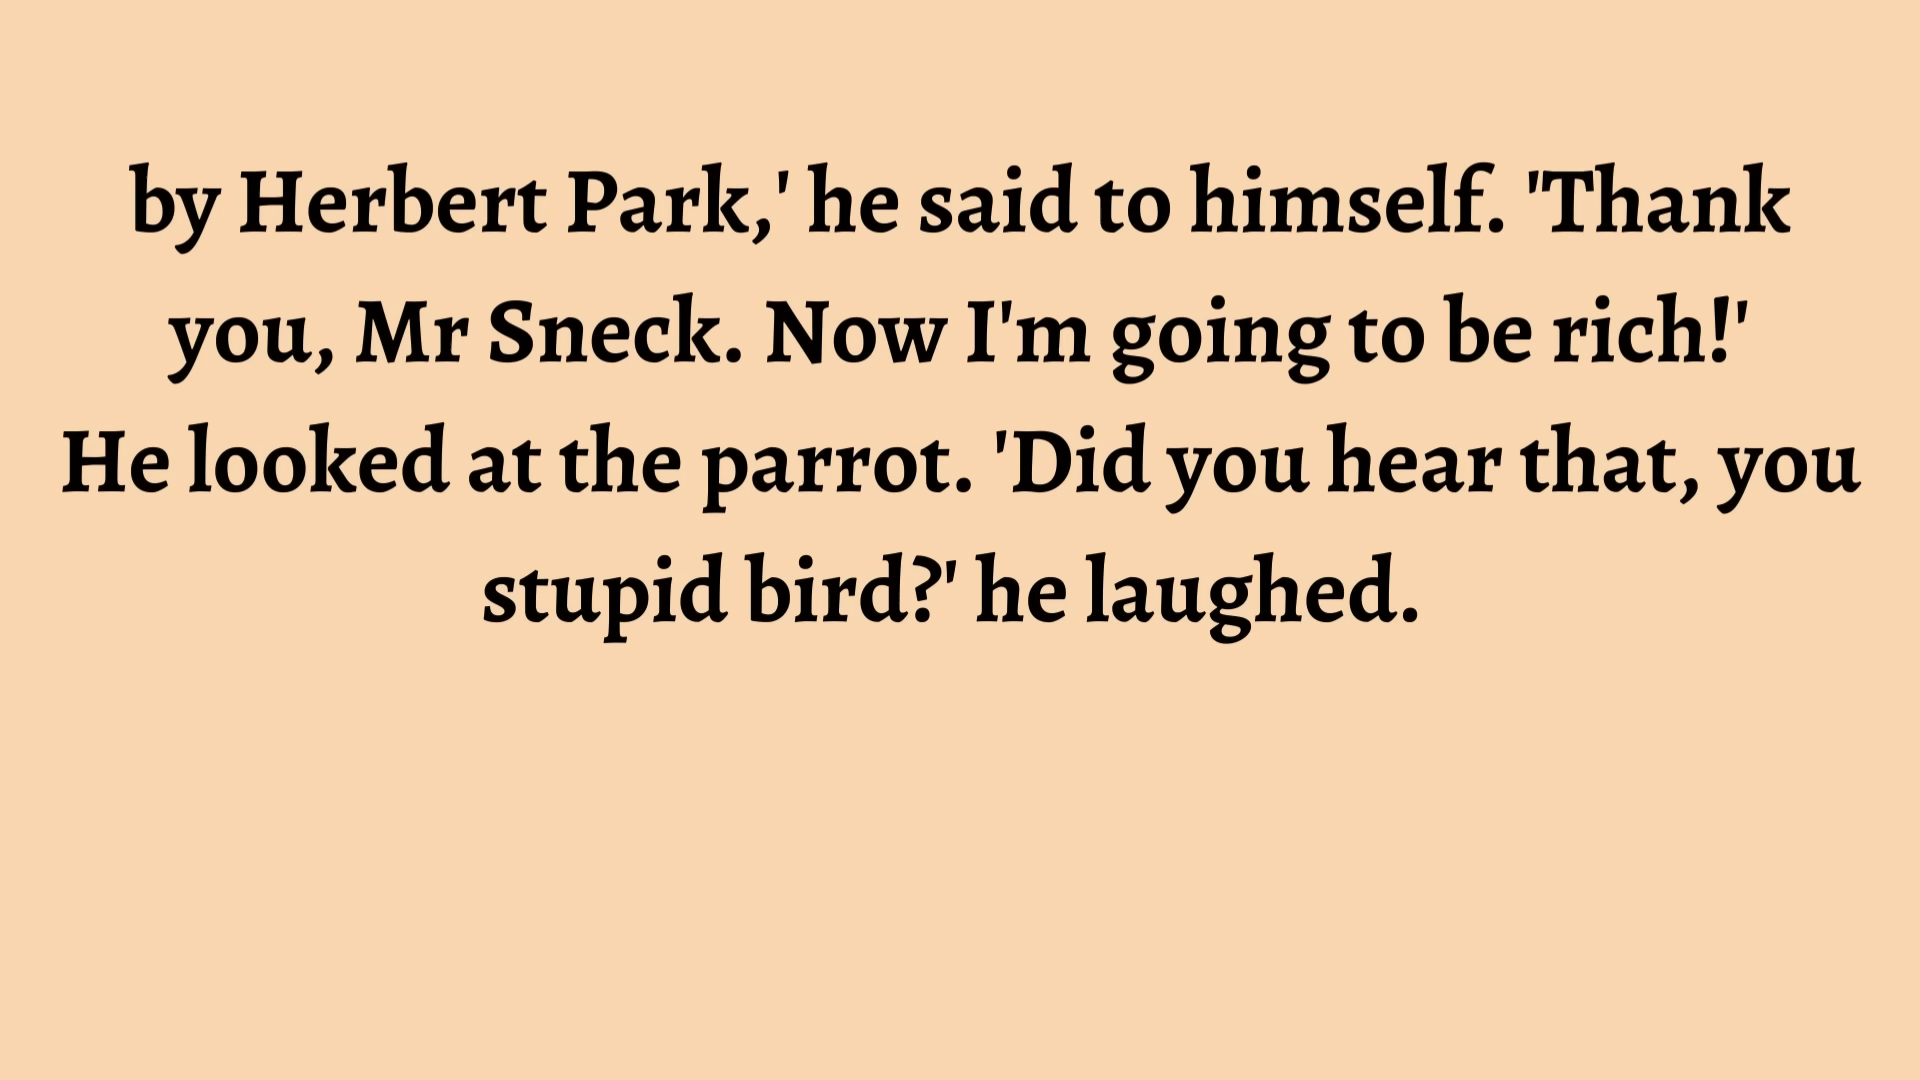 by Herbert Park,' he said to himself. 'Thank
you, Mr Sneck. Now I'm going to be rich!'
He looked at the parrot. 'Did you hear that, you
stupid bird?' he laughed.